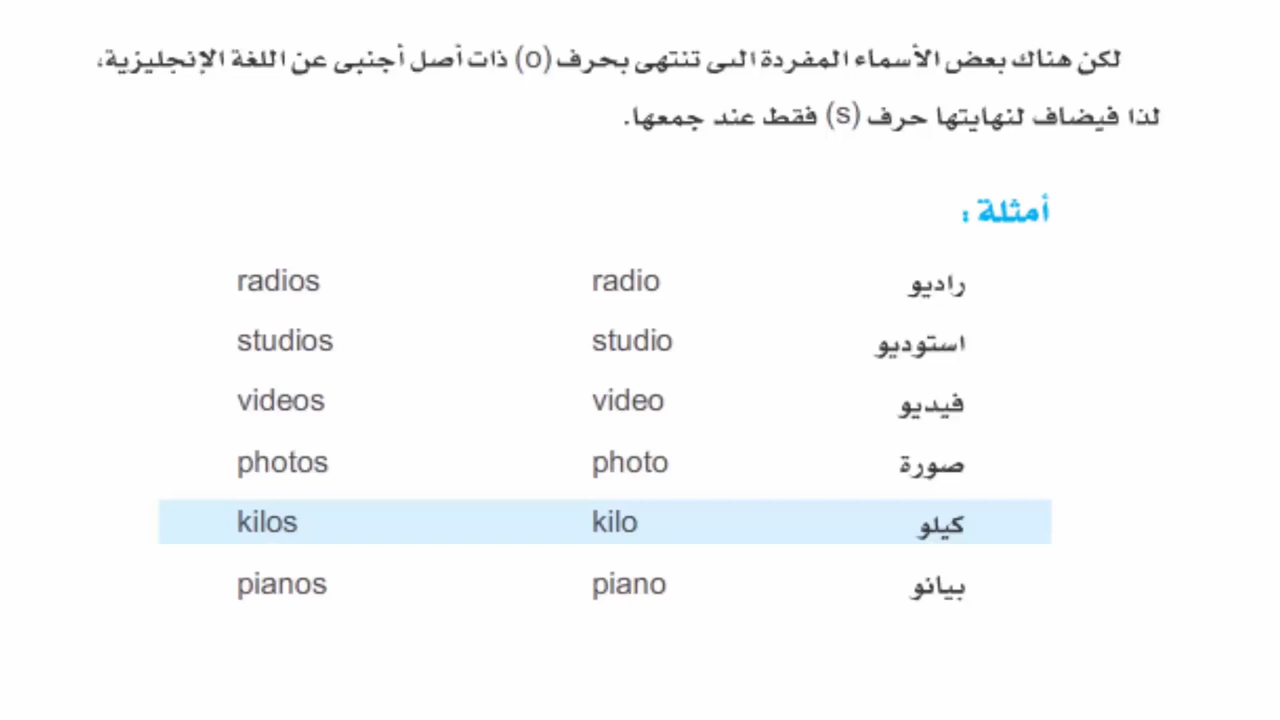 لكن هناك بعض الأسماء المفردة التى تنتهى بحرف (o) ذات أصل أجنبى عن اللغة الإنجليزية،
لذا فيضاف لنهايتها حرف (s) فقط عند جمعها.
أمثلة :
راديو radio radios
استوديو studio studios
فيديو video videos
صورة photo photos
كيلو kilo kilos
بيانو piano pianos